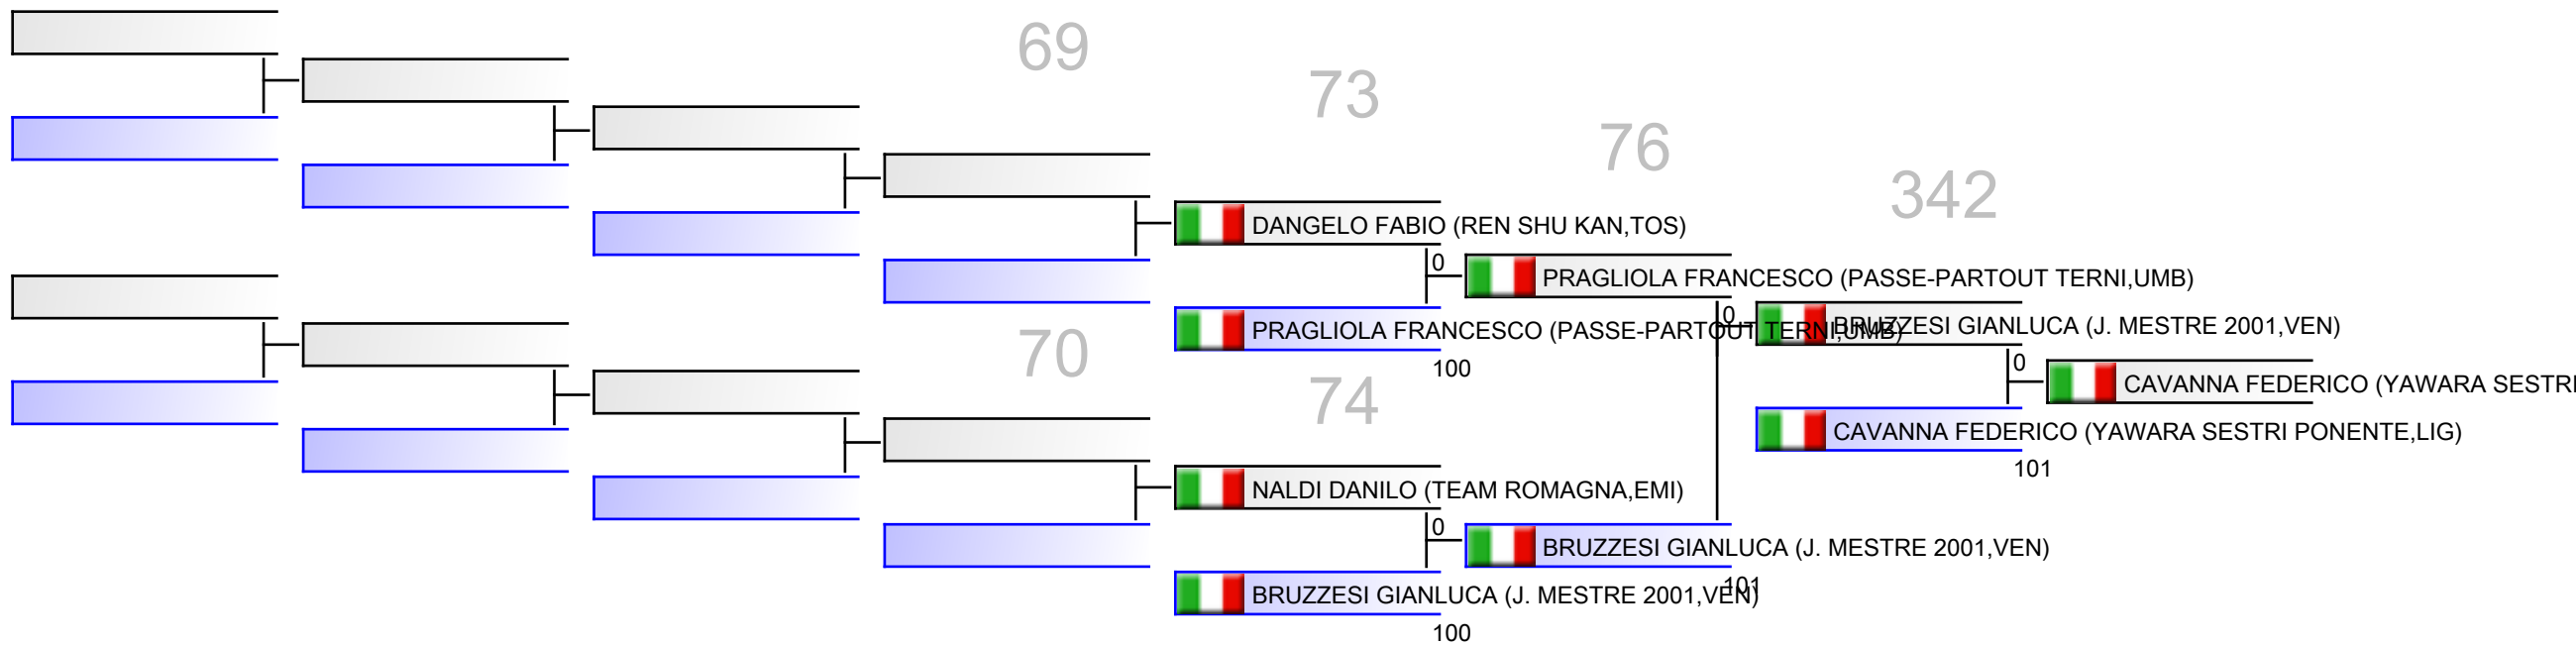 69
73
76
342
DANGELO FABIO (REN SHU KAN,TOS)
0
PRAGLIOLA FRANCESCO (PASSE-PARTOUT TERNI,UMB)
PRAGLIOLA FRANCESCO (PASSE-PARTOUT TERNI,UMB)
100
0
BRUZZESI GIANLUCA (J. MESTRE 2001,VEN)
0
CAVANNA FEDERICO (YAWARA SESTRI
CAVANNA FEDERICO (YAWARA SESTRI PONENTE,LIG)
101
70
74
NALDI DANILO (TEAM ROMAGNA,EMI)
0
BRUZZESI GIANLUCA (J. MESTRE 2001,VEN)
101
BRUZZESI GIANLUCA (J. MESTRE 2001,VEN)
100